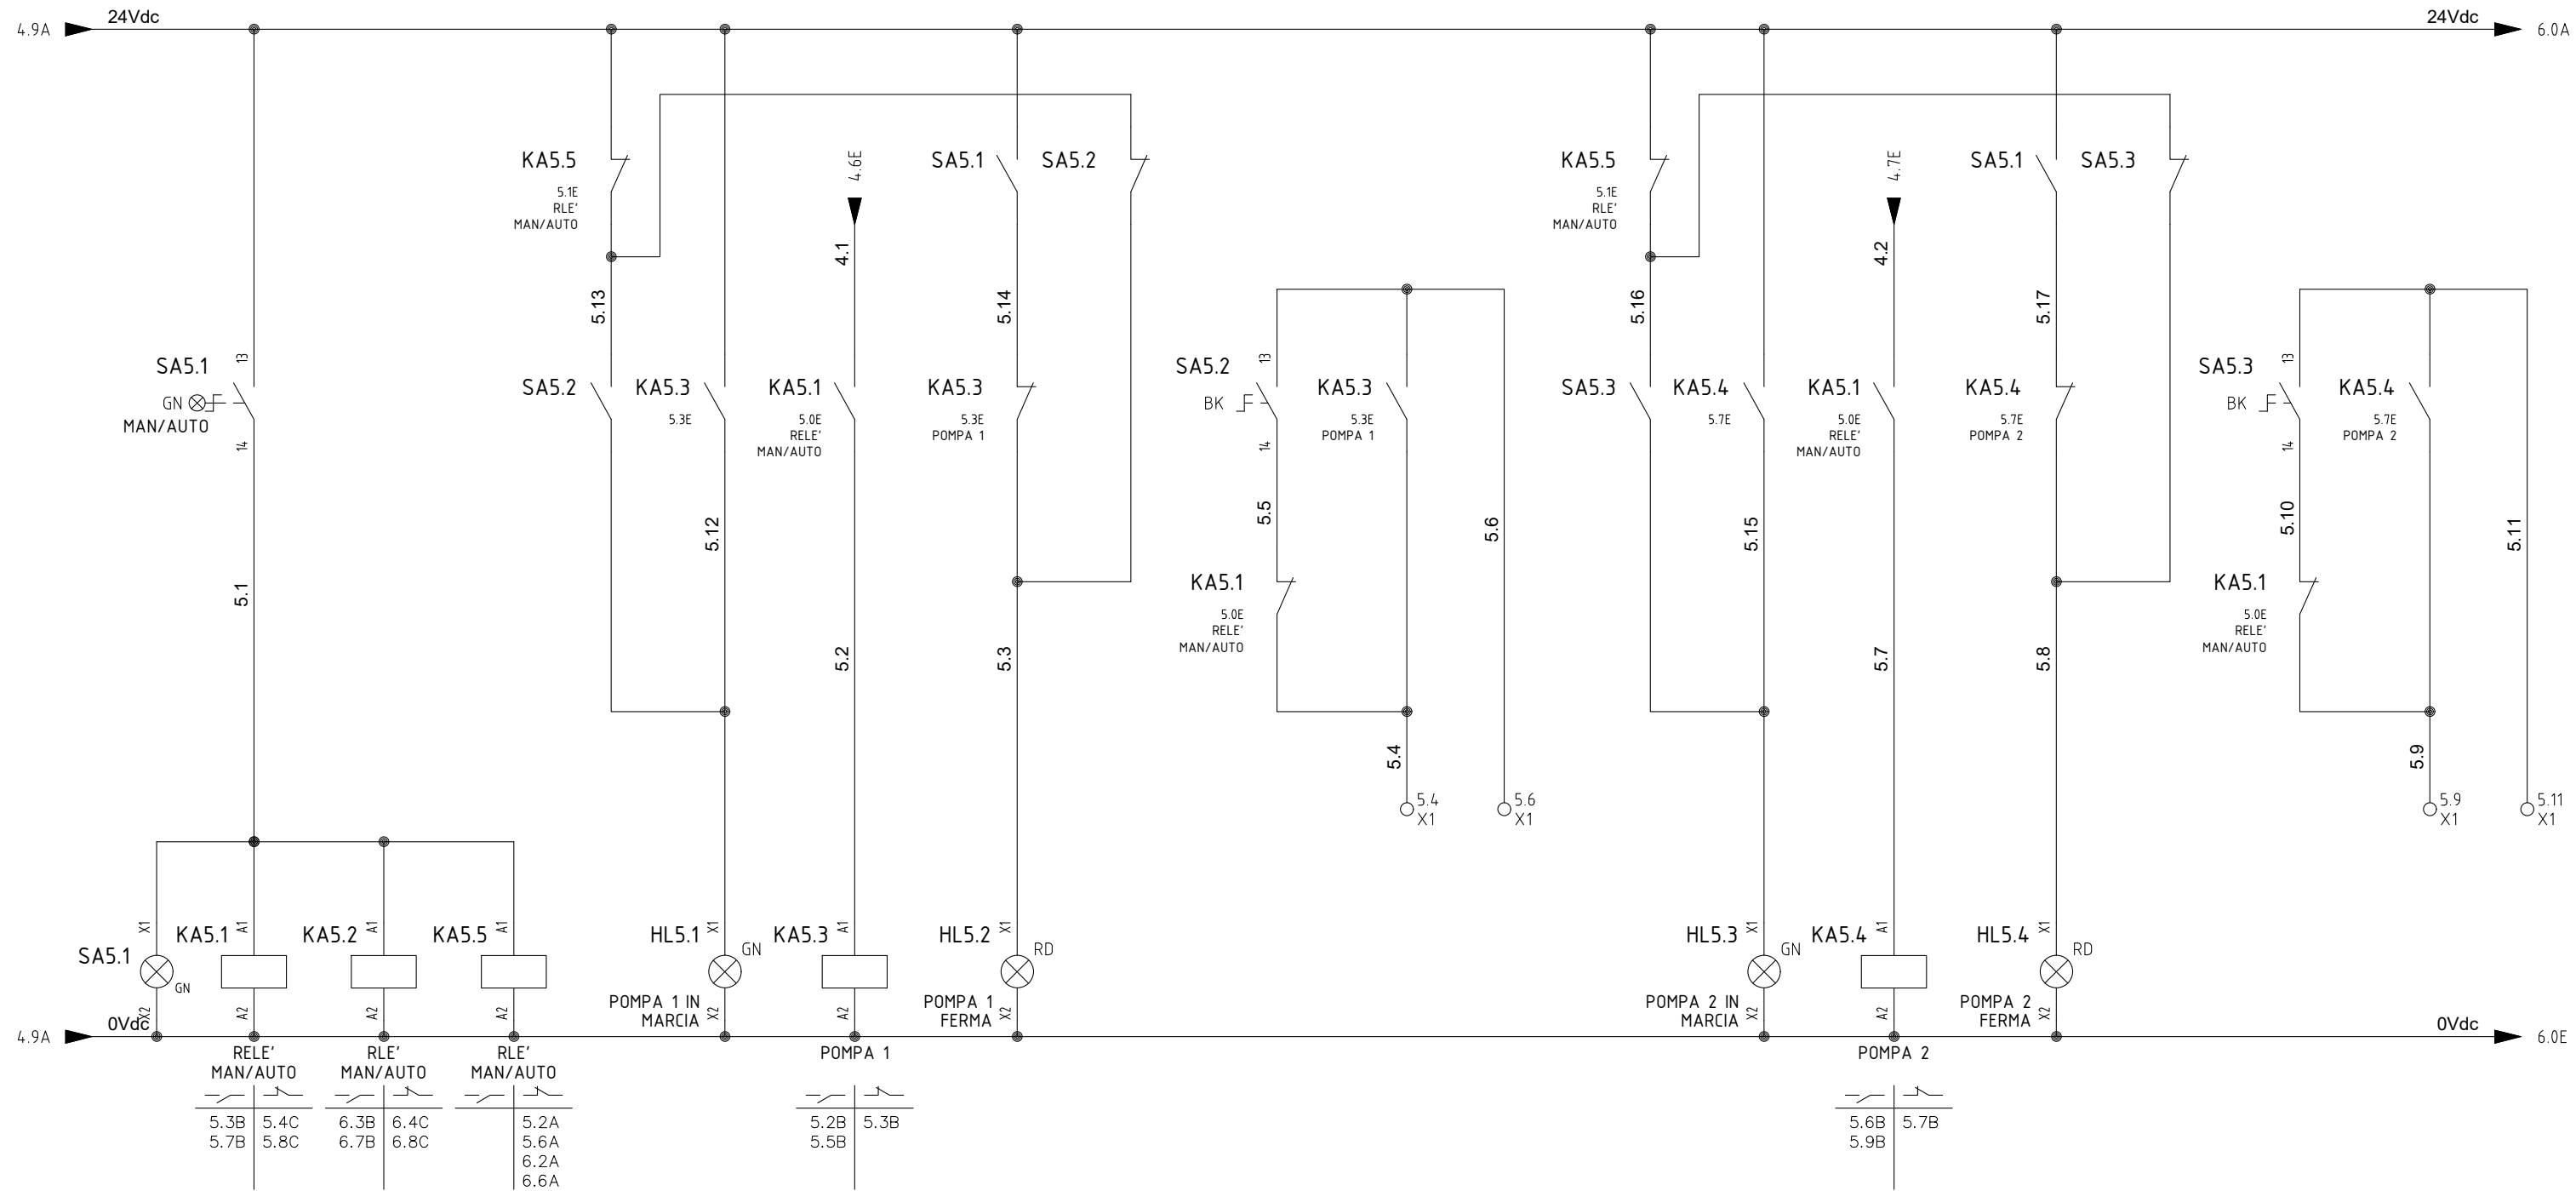 24Vdc
24Vdc
4.9A
6.0A
KA5.5
5.1E
RLE'
MAN/AUTO
4.6E
SA5.1
SA5.2
KA5.5
5.1E
RLE'
MAN/AUTO
4.7E
SA5.1
SA5.3
4.1
4.2
5.13
5.14
5.16
5.17
SA5.1
13
GN
MAN/AUTO
14
SA5.2
KA5.3
5.3E
KA5.1
5.0E
RELE'
MAN/AUTO
KA5.3
5.3E
POMPA 1
SA5.2
13
BK
14
KA5.3
5.3E
POMPA 1
SA5.3
KA5.4
5.7E
KA5.1
5.0E
RELE'
MAN/AUTO
KA5.4
5.7E
POMPA 2
SA5.3
13
BK
14
KA5.4
5.7E
POMPA 2
5.1
5.12
5.2
5.3
5.5
5.6
5.15
5.7
5.8
5.10
5.11
KA5.1
5.0E
RELE'
MAN/AUTO
KA5.1
5.0E
RELE'
MAN/AUTO
5.4
5.9
5.4
X1
5.6
X1
5.9
X1
5.11
X1
SA5.1
X1
GN
X2
KA5.1
A1
A2
KA5.2
A1
A2
KA5.5
A1
A2
HL5.1
X1
GN
POMPA 1 IN
MARCIA
X2
KA5.3
A1
A2
HL5.2
X1
RD
POMPA 1
FERMA
X2
HL5.3
X1
GN
POMPA 2 IN
MARCIA
X2
KA5.4
A1
A2
HL5.4
X1
RD
POMPA 2
FERMA
X2
0Vdc
0Vdc
4.9A
6.0E
RELE'
MAN/AUTO
RLE'
MAN/AUTO
RLE'
MAN/AUTO
POMPA 1
POMPA 2
5.3B 5.4C
5.7B 5.8C
6.3B 6.4C
6.7B 6.8C
5.2A
5.6A
6.2A
6.6A
5.2B 5.3B
5.5B
5.6B 5.7B
5.9B